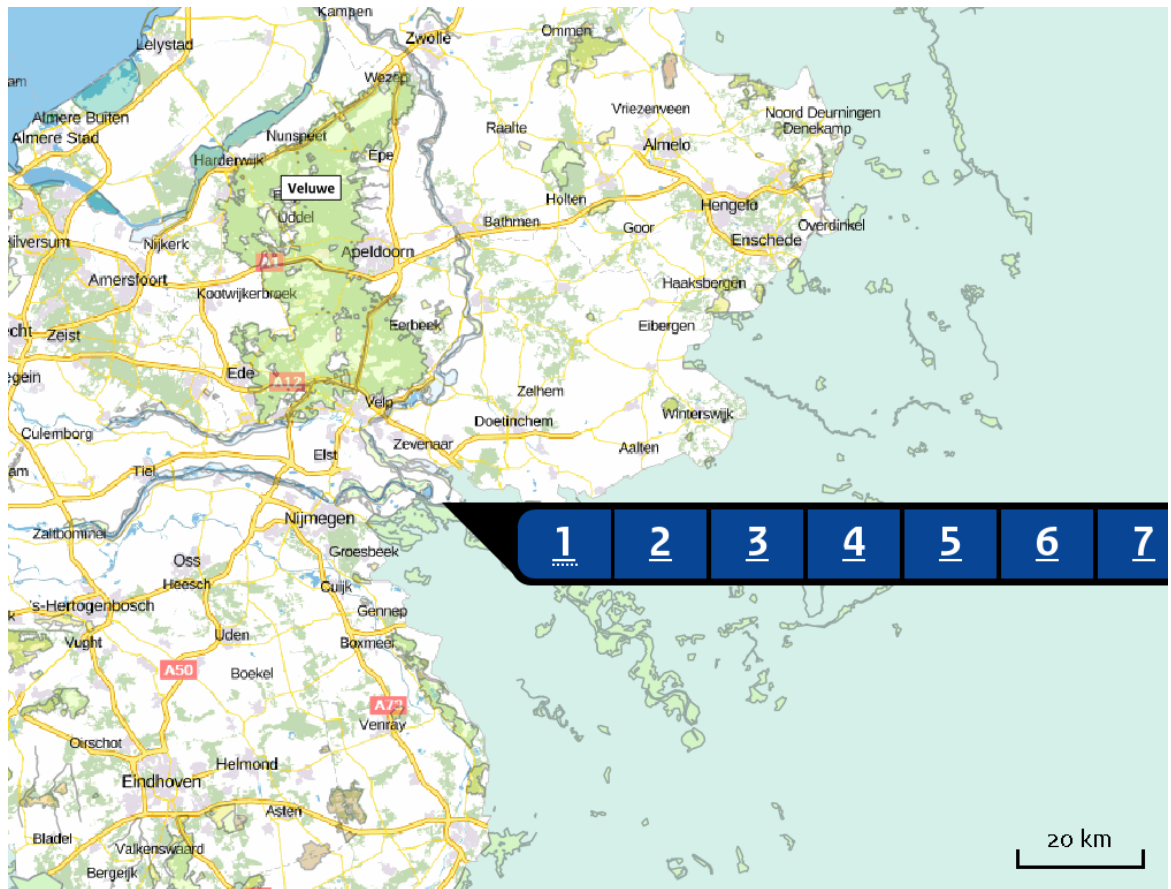 Kampen
Zwolle
Ommen
Lelystad
Wezep
am
Almere Buiten
Vriezenveen
Noord Deurningen
Denekamp
Almere Stad
Nunspeet
Raalte
Almelo
Harderwijk
Epe
Veluwe
Holten
Hengelo
Uddel
Bathmen
Goor
Overdinkel
Hilversum
Nijkerk
Apeldoorn
Enschede
A1
Amersfoort
Haaksbergen
Kootwijkerbroek
echt
Zeist
Eerbeek
Eibergen
egein
Ede
A12
Zelhem
Velp
Winterswijk
Culemborg
Doetinchem
Zevenaar
Aalten
Elst
am
Tiel
Zaltbommel
Nijmegen
1 2 3 4 5 6 7
Oss
Groesbeek
Heesch
Cuijk
's-Hertogenbosch
k
Gennep
Vught
Uden
Boxmeer
A50
Boekel
A73
Venray
Oirschot
Helmond
Eindhoven
Asten
Bladel
Valkenswaard
Bergeijk
20 km